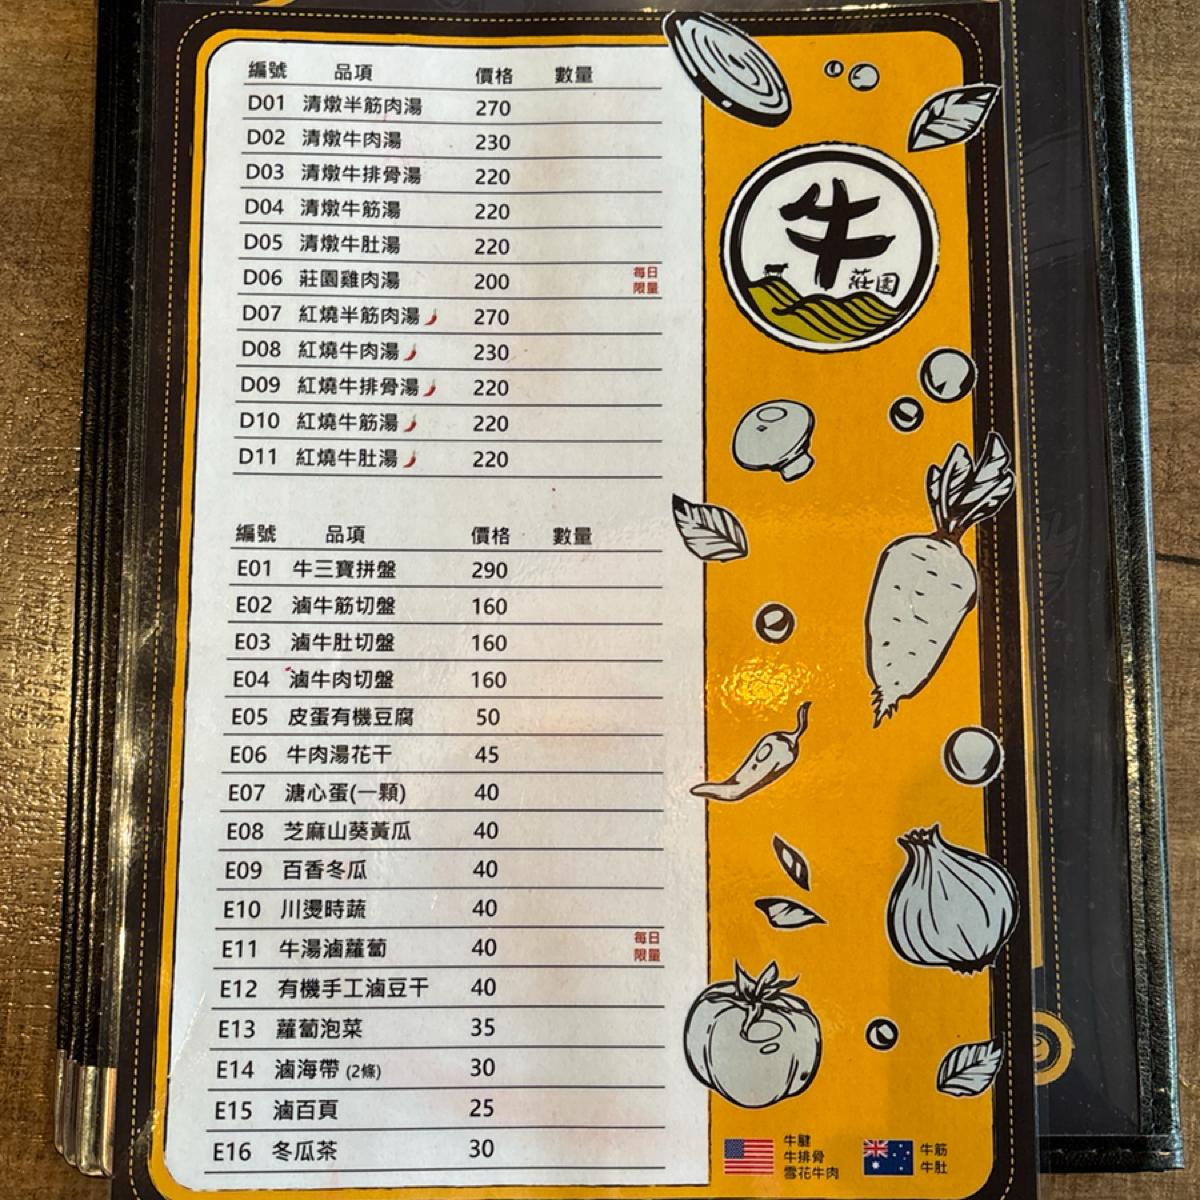 編號 品項 價格 數量
D01 清燉半筋肉湯 270
D02 清燉牛肉湯 230
D03 清燉牛排骨湯 220
D04 清燉牛筋湯 220
D05 清燉牛肚湯 220
D06 莊園雞肉湯 200 每日限量
D07 紅燒半筋肉湯 270
D08 紅燒牛肉湯 230
D09 紅燒牛排骨湯 220
D10 紅燒牛筋湯 220
D11 紅燒牛肚湯 220
編號 品項 價格 數量
E01 牛三寶拼盤 290
E02 滷牛筋切盤 160
E03 滷牛肚切盤 160
E04 滷牛肉切盤 160
E05 皮蛋有機豆腐 50
E06 牛肉湯花干 45
E07 溏心蛋(一顆) 40
E08 芝麻山葵黃瓜 40
E09 百香冬瓜 40
E10 川燙時蔬 40
E11 牛湯滷蘿蔔 40 每日限量
E12 有機手工滷豆干 40
E13 蘿蔔泡菜 35
E14 滷海帶 (2條) 30
E15 滷百頁 25
E16 冬瓜茶 30
牛
莊園
牛腱
牛排骨
雪花牛肉
牛筋
牛肚